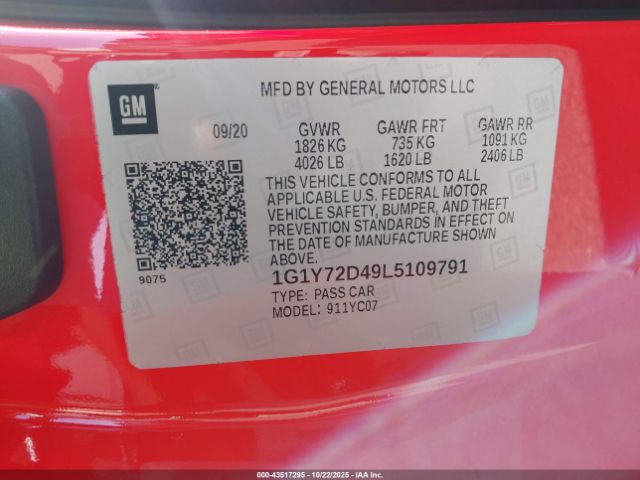 GM
MFD BY GENERAL MOTORS LLC
09/20 GVWR GAWR FRT GAWR RR
1826 KG 735 KG 1091 KG
4026 LB 1620 LB 2406 LB
THIS VEHICLE CONFORMS TO ALL
APPLICABLE U.S. FEDERAL MOTOR
VEHICLE SAFETY, BUMPER, AND THEFT
PREVENTION STANDARDS IN EFFECT ON
THE DATE OF MANUFACTURE SHOWN
ABOVE.
9075
1G1Y72D49L5109791
TYPE: PASS CAR
MODEL: 911YC07
000-43517295 - 10/22/2025 - IAAI.COM